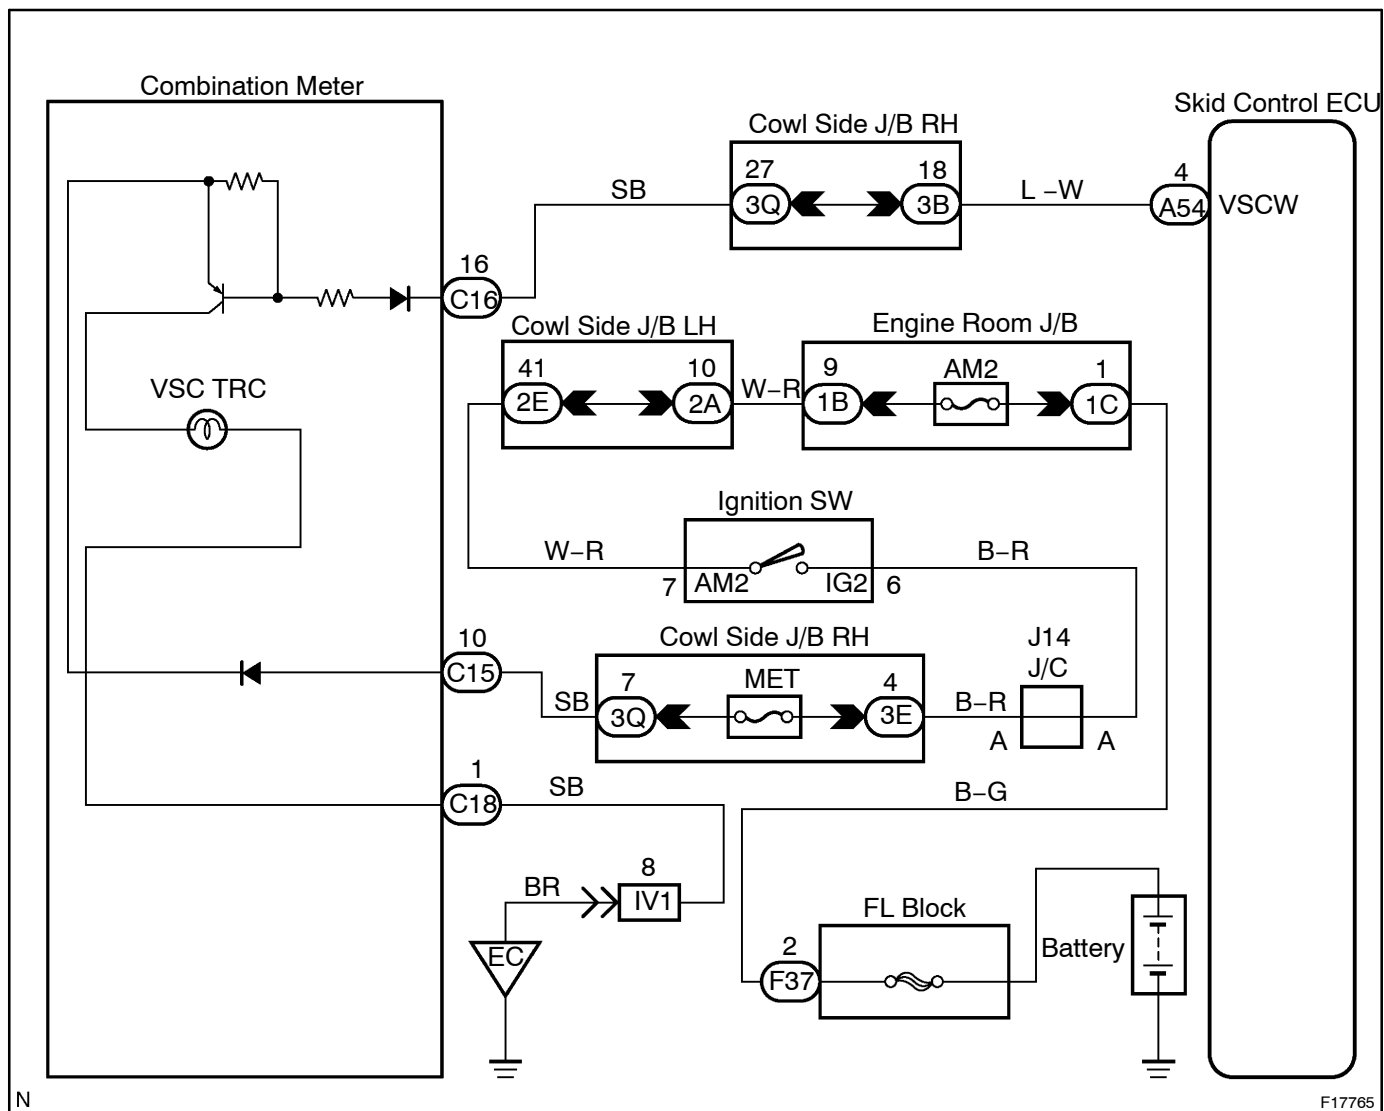 Combination Meter
Skid Control ECU
Cowl Side J/B RH
27
18
4
SB
3Q
3B
L-W
A54
VSCW
16
C16
Cowl Side J/B LH
Engine Room J/B
41
10
W-R
9
AM2
1
2E
2A
1B
1C
VSC TRC
Ignition SW
W-R
B-R
7
AM2
IG2
6
10
Cowl Side J/B RH
J14
J/C
C15
7
MET
4
SB
3Q
3E
B-R
A
A
1
SB
C18
B-G
8
BR
IV1
FL Block
EC
2
Battery
F37
N
F17765